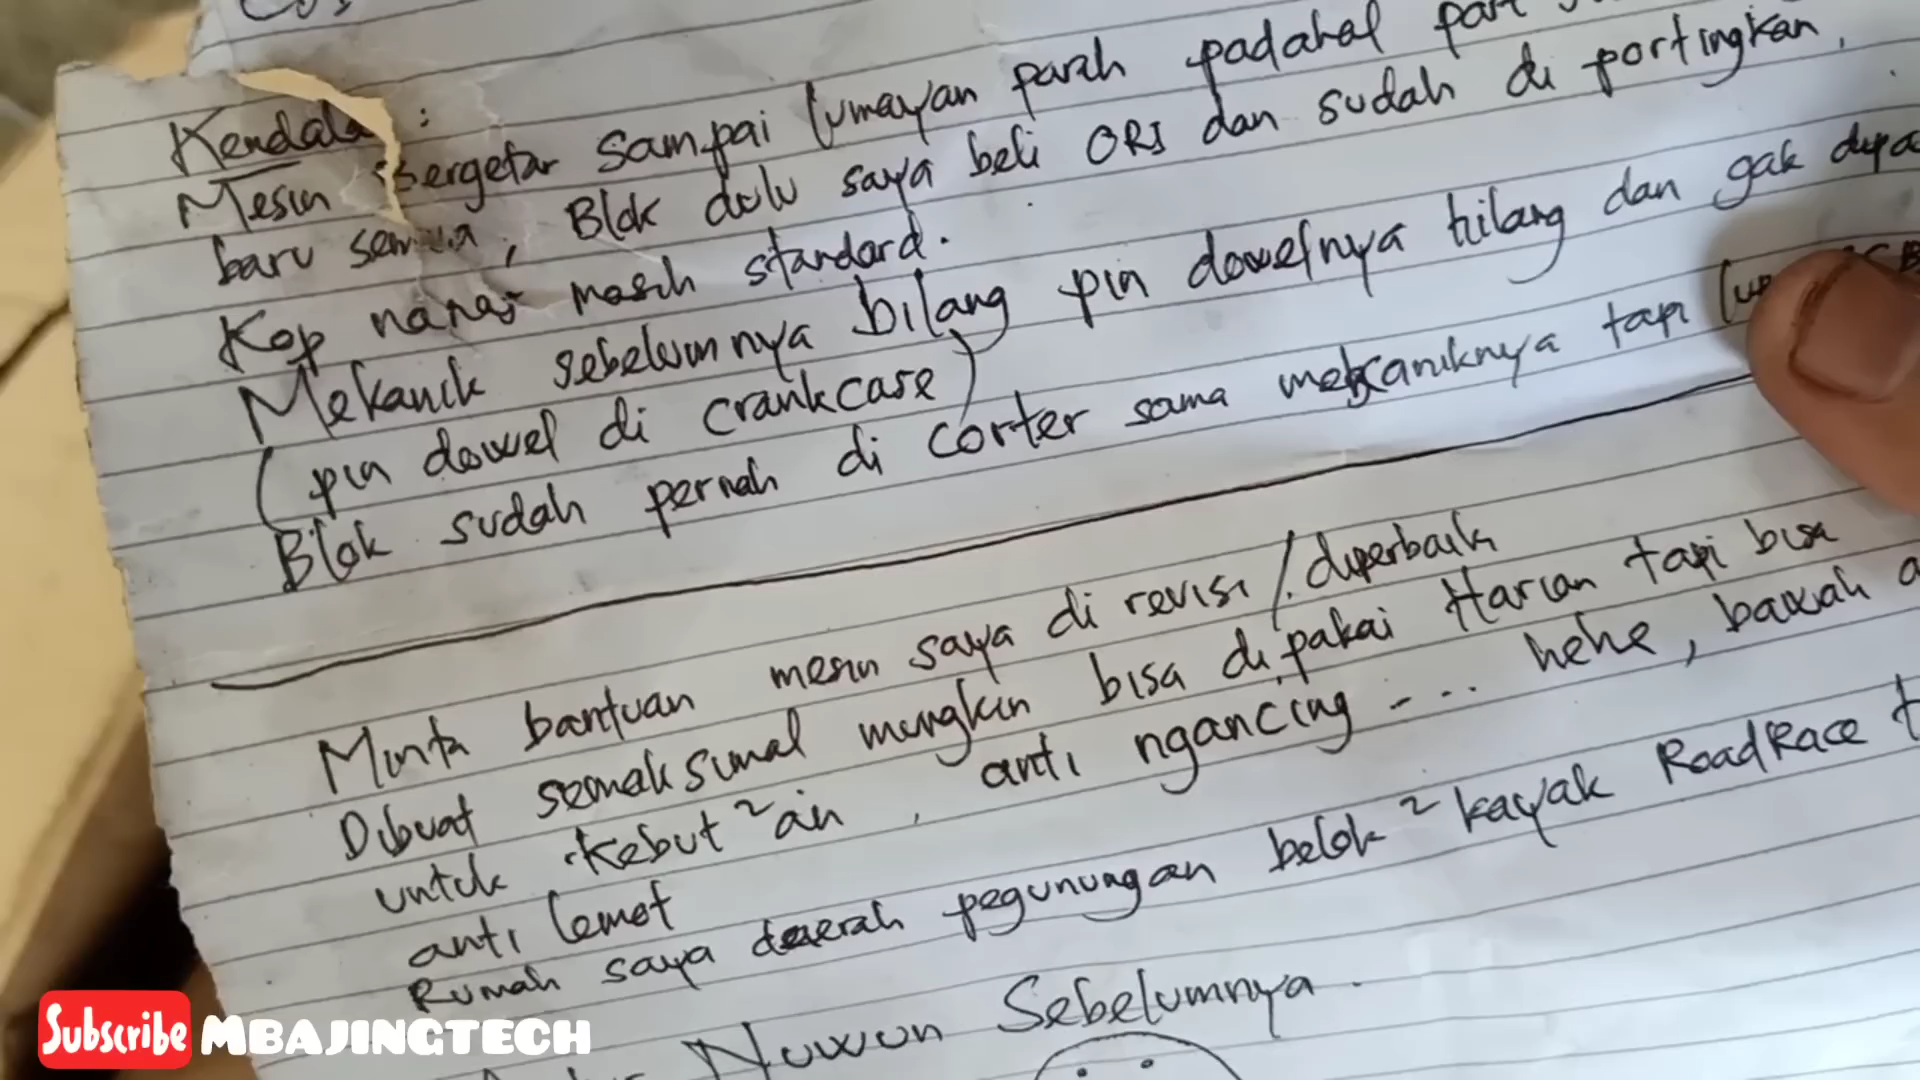 Kendala :
Mesin Bergetar sampai lumayan parah padahal part
baru semua, Blok dulu saya beli ORI dan sudah di portingkan,
Kop nanas masih standard.
Mekanik sebelumnya bilang pin dowelnya hilang dan gak
(pin dowel di crankcase)
Blok sudah pernah di corter sama mekaniknya tapi
Minta bantuan mesin saya di revisi / diperbaiki
Dibuat semaksimal mungkin bisa di pakai Harian tapi bisa
untuk kebut²an, anti ngancing - ... hehe, bawah
anti lemot
Rumah saya daerah pegunungan belok² kayak RoadRace
Nuwun Sebelumnya.
Subscribe MBAJINGTECH